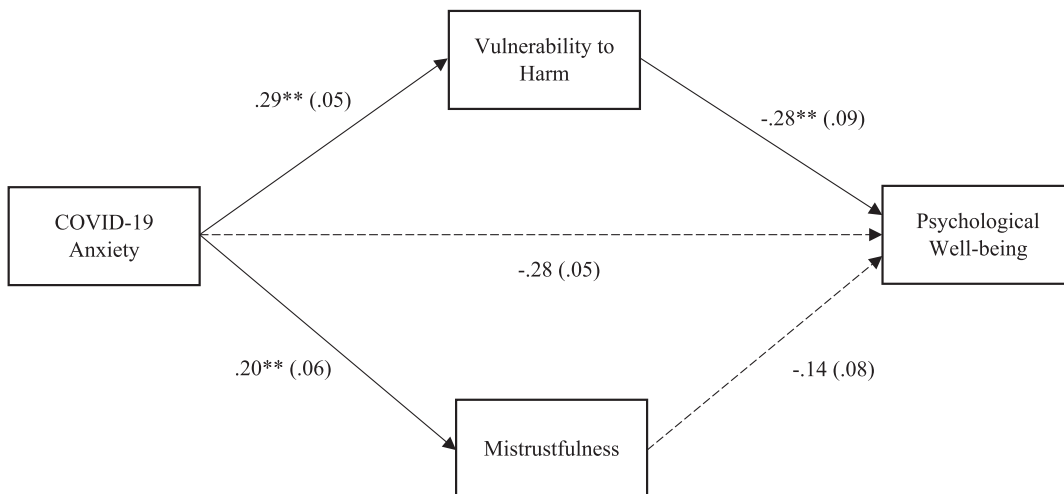 Vulnerability to
Harm
.29** (.05)
-.28** (.09)
COVID-19
Anxiety
Psychological
Well-being
-.28 (.05)
.20** (.06)
-.14 (.08)
Mistrustfulness